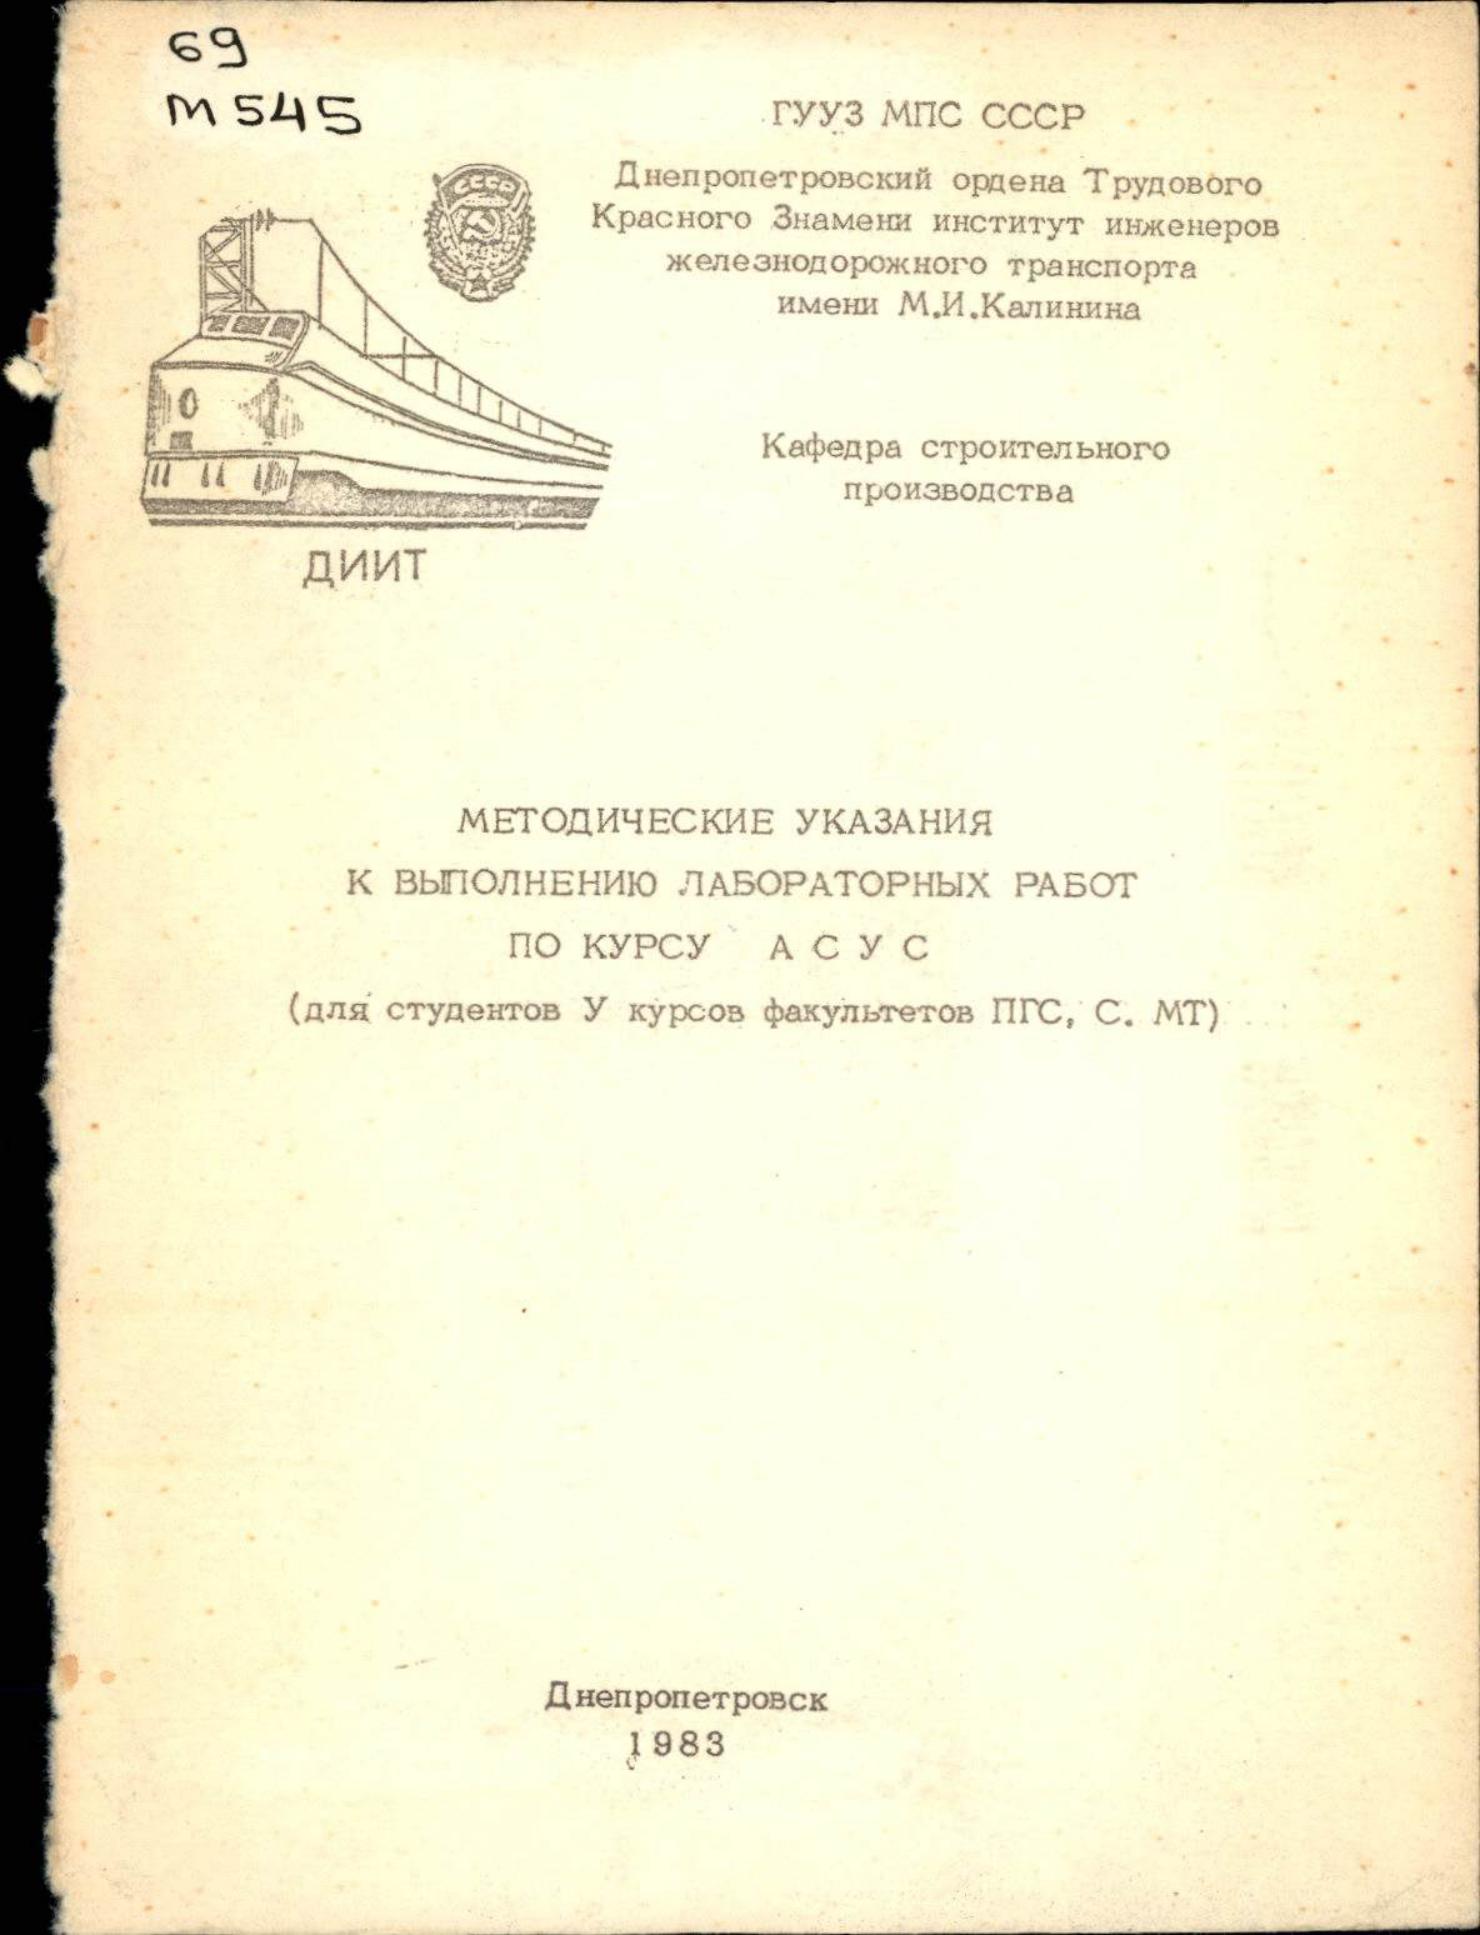 69
М 545
ГУУЗ МПС СССР
Днепропетровский ордена Трудового
Красного Знамени институт инженеров
железнодорожного транспорта
имени М.И.Калинина
СССР
Кафедра строительного
производства
ДИИТ
МЕТОДИЧЕСКИЕ УКАЗАНИЯ
К ВЫПОЛНЕНИЮ ЛАБОРАТОРНЫХ РАБОТ
ПО КУРСУ А С У С
(для студентов У курсов факультетов ПГС, С. МТ)
Днепропетровск
1983